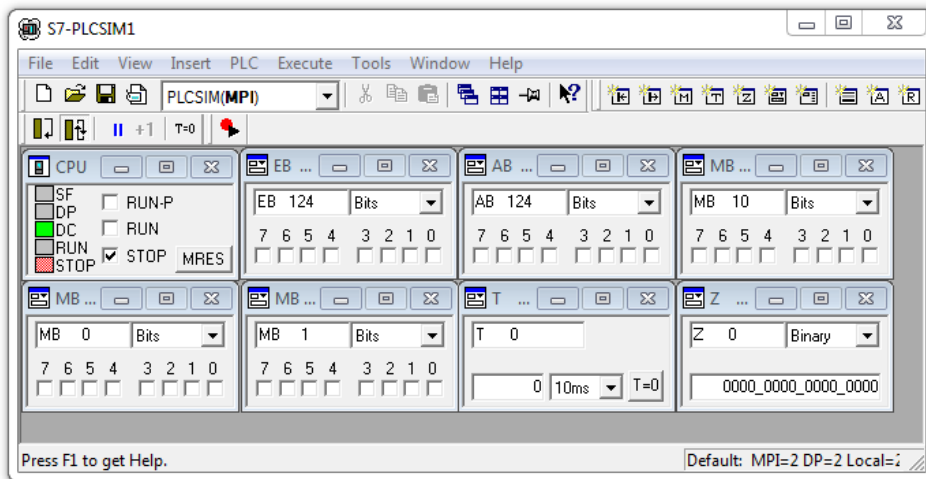 S7-PLCSIM1
File Edit View Insert PLC Execute Tools Window Help
PLCSIM(MPI)
+1 T=0
CPU
SF
DP
DC
RUN
STOP
RUN-P
RUN
STOP
MRES
EB ...
EB 124 Bits
7 6 5 4 3 2 1 0
AB ...
AB 124 Bits
7 6 5 4 3 2 1 0
MB ...
MB 10 Bits
7 6 5 4 3 2 1 0
MB ...
MB 0 Bits
7 6 5 4 3 2 1 0
MB ...
MB 1 Bits
7 6 5 4 3 2 1 0
T ...
T 0
0 10ms T=0
Z ...
Z 0 Binary
0000_0000_0000_0000
Press F1 to get Help.
Default: MPI=2 DP=2 Local=2